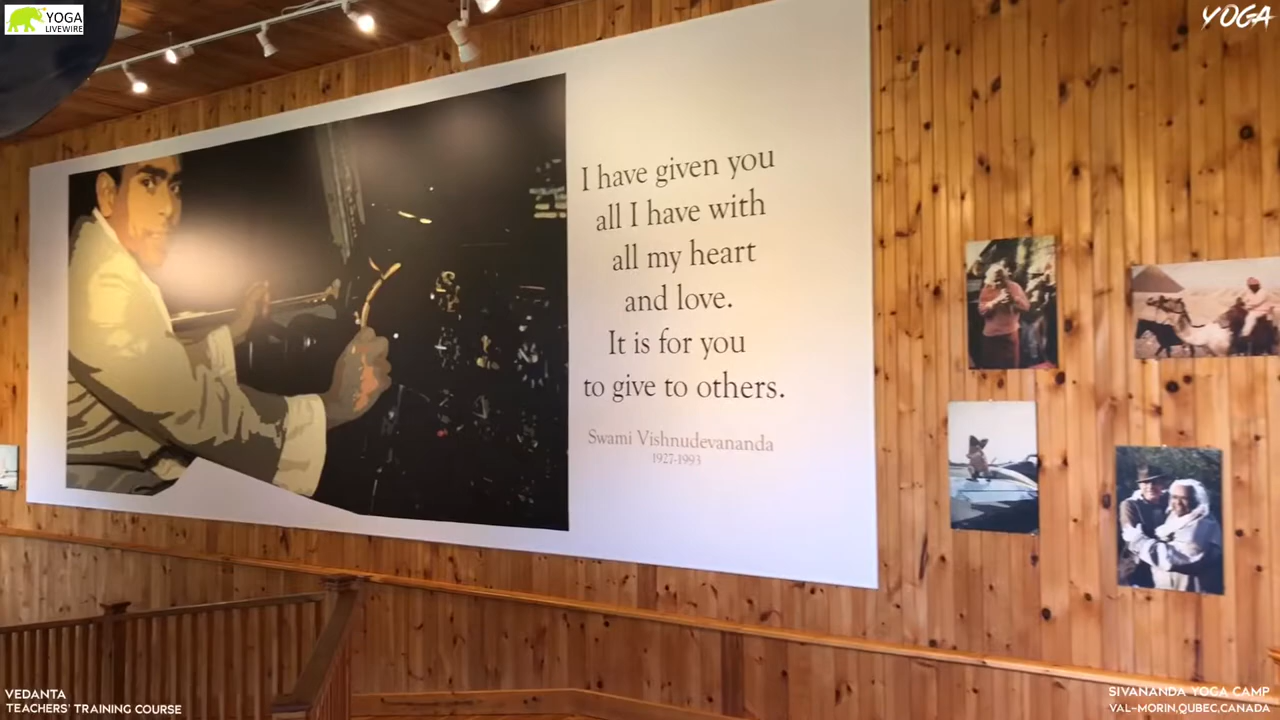 YOGA
LIVEWIRE
YOGA
I have given you
all I have with
all my heart
and love.
It is for you
to give to others.
Swami Vishnudevananda
1927-1993
VEDANTA
TEACHERS' TRAINING COURSE
SIVANANDA YOGA CAMP
VAL-MORIN,QUBEC,CANADA